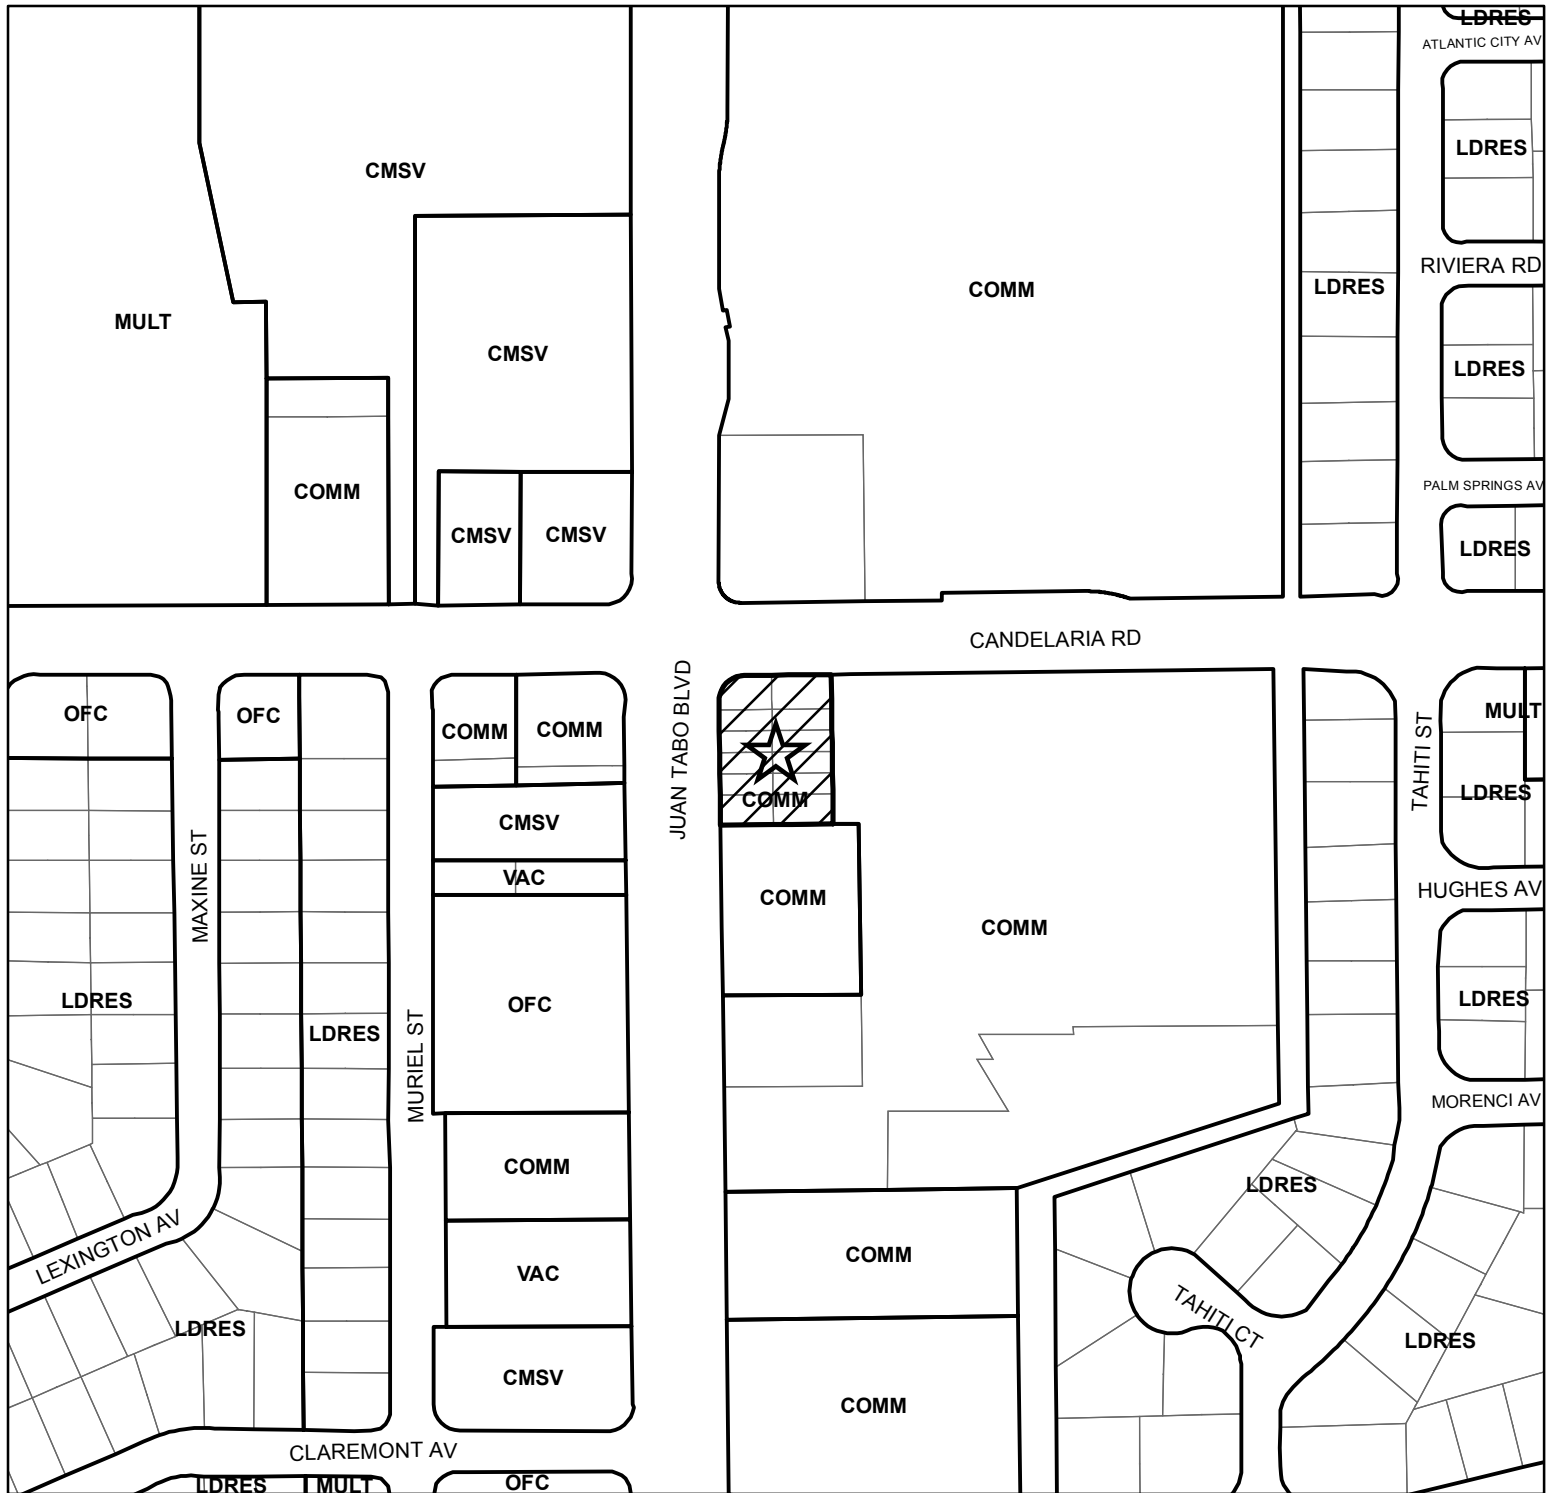 LDRES
ATLANTIC CITY AV
LDRES
CMSV
RIVIERA RD
COMM
LDRES
MULT
CMSV
LDRES
COMM
PALM SPRINGS AV
CMSV
CMSV
LDRES
CANDELARIA RD
OFC
OFC
COMM
COMM
JUAN TABO BLVD
COMM
TAHITI ST
MULT
LDRES
CMSV
VAC
COMM
HUGHES AV
MAXINE ST
COMM
LDRES
OFC
LDRES
LDRES
MURIEL ST
MORENCI AV
COMM
LDRES
LEXINGTON AV
COMM
VAC
TAHITI CT
LDRES
LDRES
CMSV
COMM
CLAREMONT AV
LDRES
MULT
OFC